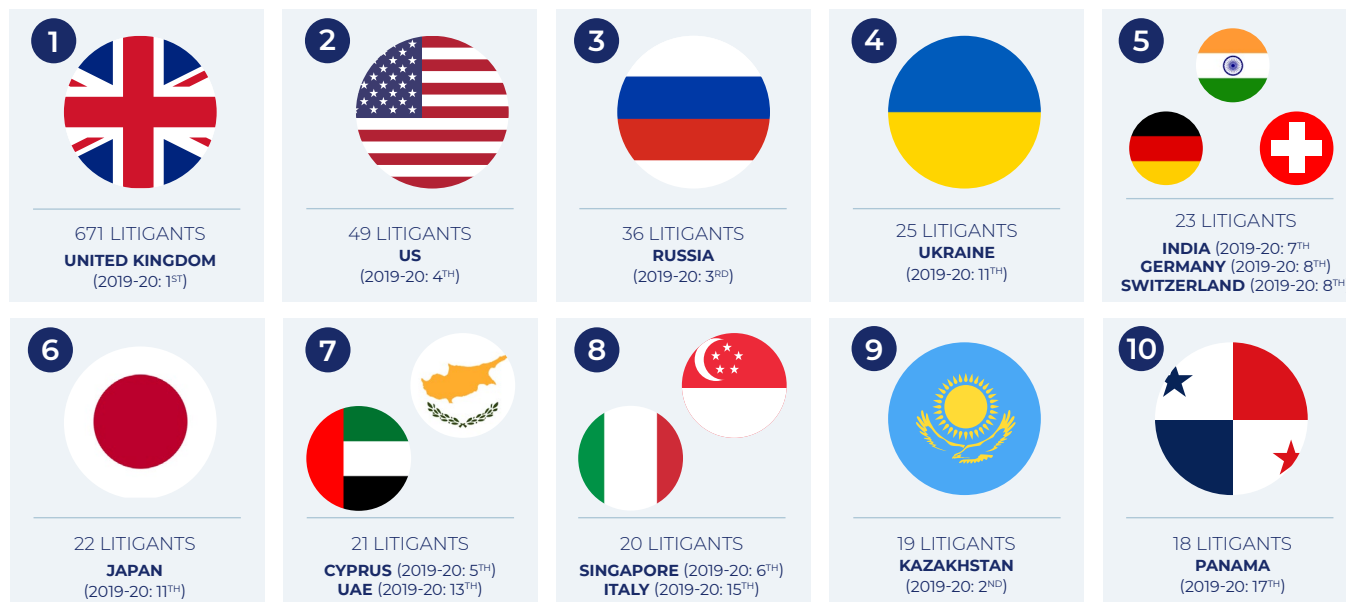 1
671 LITIGANTS
UNITED KINGDOM
(2019-20: 1ST)
2
49 LITIGANTS
US
(2019-20: 4TH)
3
36 LITIGANTS
RUSSIA
(2019-20: 3RD)
4
25 LITIGANTS
UKRAINE
(2019-20: 11TH)
5
23 LITIGANTS
INDIA (2019-20: 7TH
GERMANY (2019-20: 8TH)
SWITZERLAND (2019-20: 8TH
6
22 LITIGANTS
JAPAN
(2019-20: 11TH)
7
21 LITIGANTS
CYPRUS (2019-20: 5TH)
UAE (2019-20: 13TH)
8
20 LITIGANTS
SINGAPORE (2019-20: 6TH)
ITALY (2019-20: 15TH)
9
19 LITIGANTS
KAZAKHSTAN
(2019-20: 2ND)
10
18 LITIGANTS
PANAMA
(2019-20: 17TH)